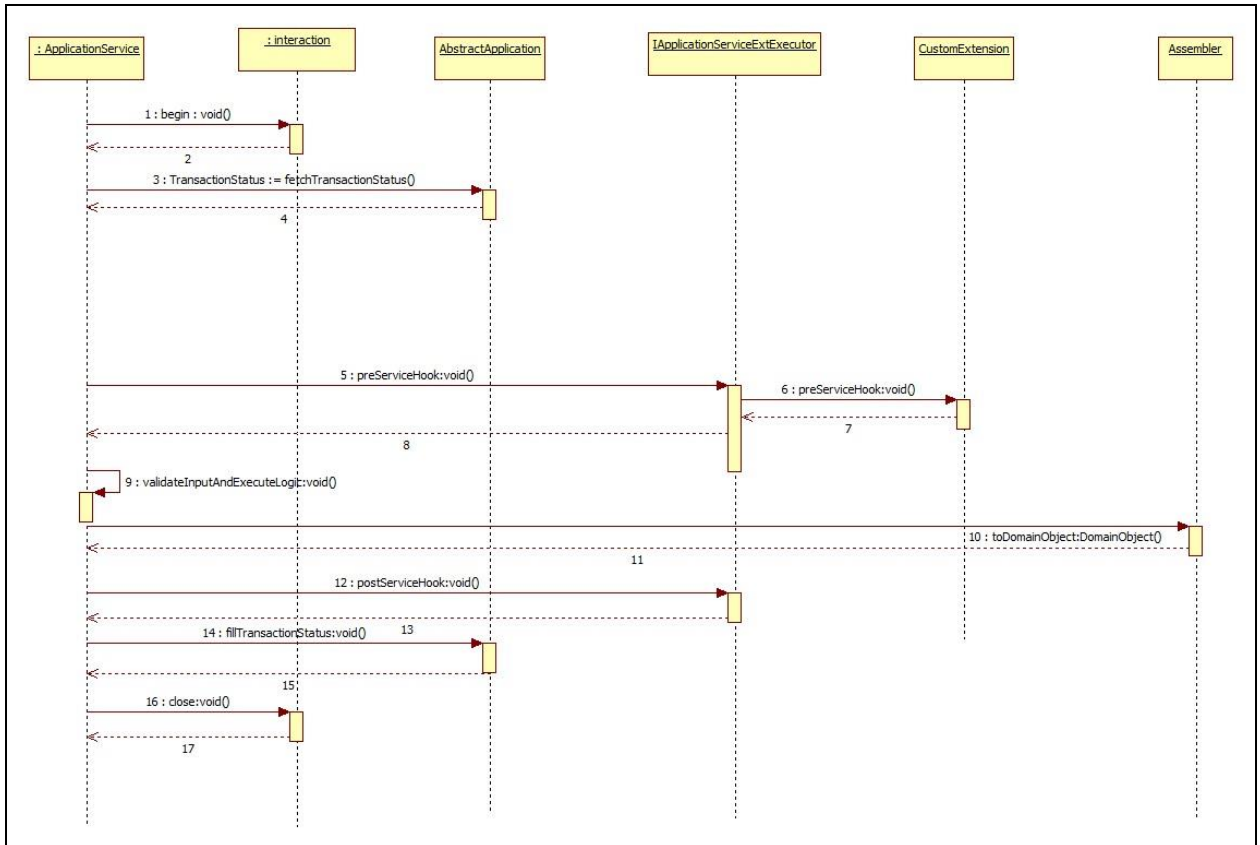 : ApplicationService
: interaction
AbstractApplication
IApplicationServiceExtExecutor
CustomExtension
Assembler
1 : begin : void()
2
3 : TransactionStatus := fetchTransactionStatus()
4
5 : preServiceHook:void()
6 : preServiceHook:void()
7
8
9 : validateInputAndExecuteLogic:void()
10 : toDomainObject:DomainObject()
11
12 : postServiceHook:void()
13
14 : fillTransactionStatus:void()
15
16 : close:void()
17